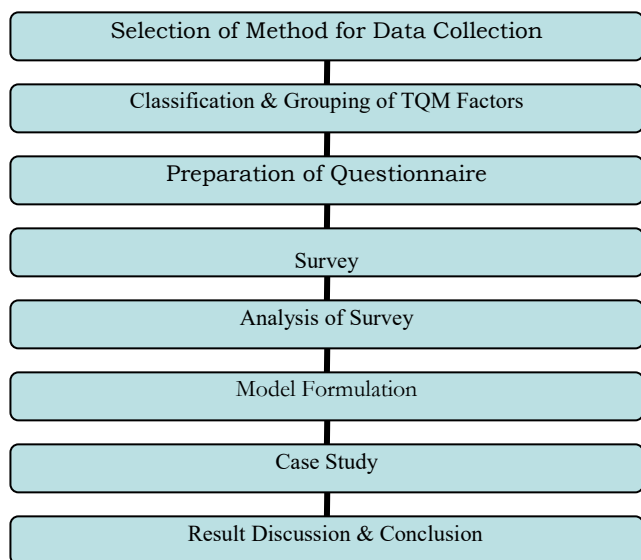 Selection of Method for Data Collection
Classification & Grouping of TQM Factors
Preparation of Questionnaire
Survey
Analysis of Survey
Model Formulation
Case Study
Result Discussion & Conclusion